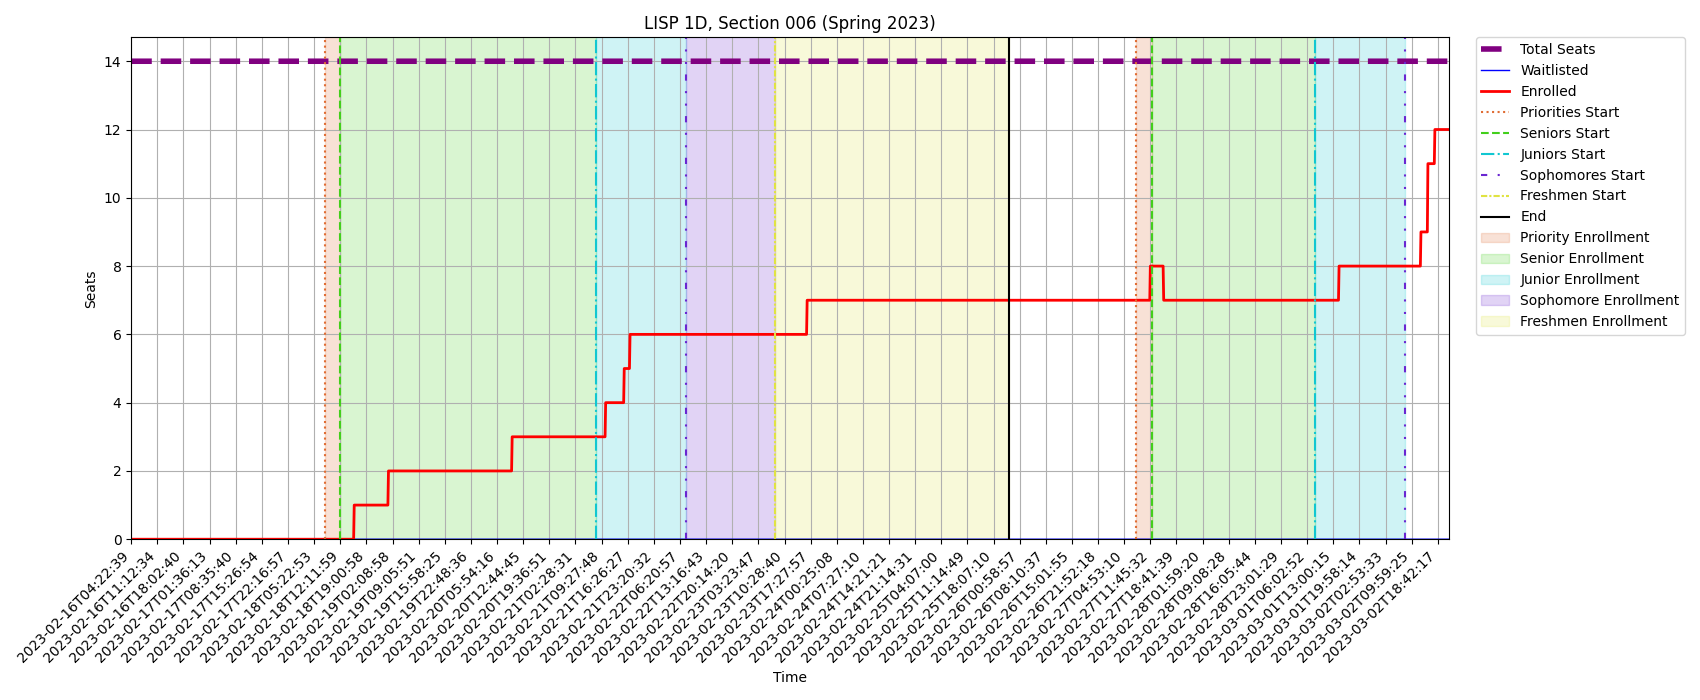 LISP 1D, Section 006 (Spring 2023)
Seats
14
12
10
8
6
4
2
0
2023-02-16T04:22:39
2023-02-16T11:12:34
2023-02-16T18:02:40
2023-02-17T01:36:13
2023-02-17T08:35:40
2023-02-17T15:26:54
2023-02-17T22:16:57
2023-02-18T05:22:53
2023-02-18T12:11:59
2023-02-18T19:00:58
2023-02-19T02:08:58
2023-02-19T09:05:51
2023-02-19T15:58:25
2023-02-19T22:48:36
2023-02-20T05:54:16
2023-02-20T12:44:45
2023-02-20T19:36:51
2023-02-21T02:28:31
2023-02-21T09:27:48
2023-02-21T16:26:27
2023-02-21T23:20:32
2023-02-22T06:20:57
2023-02-22T13:16:43
2023-02-22T20:14:20
2023-02-23T03:23:47
2023-02-23T10:28:40
2023-02-23T17:27:57
2023-02-24T00:25:08
2023-02-24T07:27:10
2023-02-24T14:21:21
2023-02-24T21:14:31
2023-02-25T04:07:00
2023-02-25T11:14:49
2023-02-25T18:07:10
2023-02-26T00:58:57
2023-02-26T08:10:37
2023-02-26T15:01:55
2023-02-26T21:52:18
2023-02-27T04:53:10
2023-02-27T11:45:32
2023-02-27T18:41:39
2023-02-28T01:59:20
2023-02-28T09:08:28
2023-02-28T16:05:44
2023-02-28T23:01:29
2023-03-01T06:02:52
2023-03-01T13:00:15
2023-03-01T19:58:14
2023-03-02T02:53:33
2023-03-02T09:59:25
2023-03-02T18:42:17
Time
Total Seats
Waitlisted
Enrolled
Priorities Start
Seniors Start
Juniors Start
Sophomores Start
Freshmen Start
End
Priority Enrollment
Senior Enrollment
Junior Enrollment
Sophomore Enrollment
Freshmen Enrollment